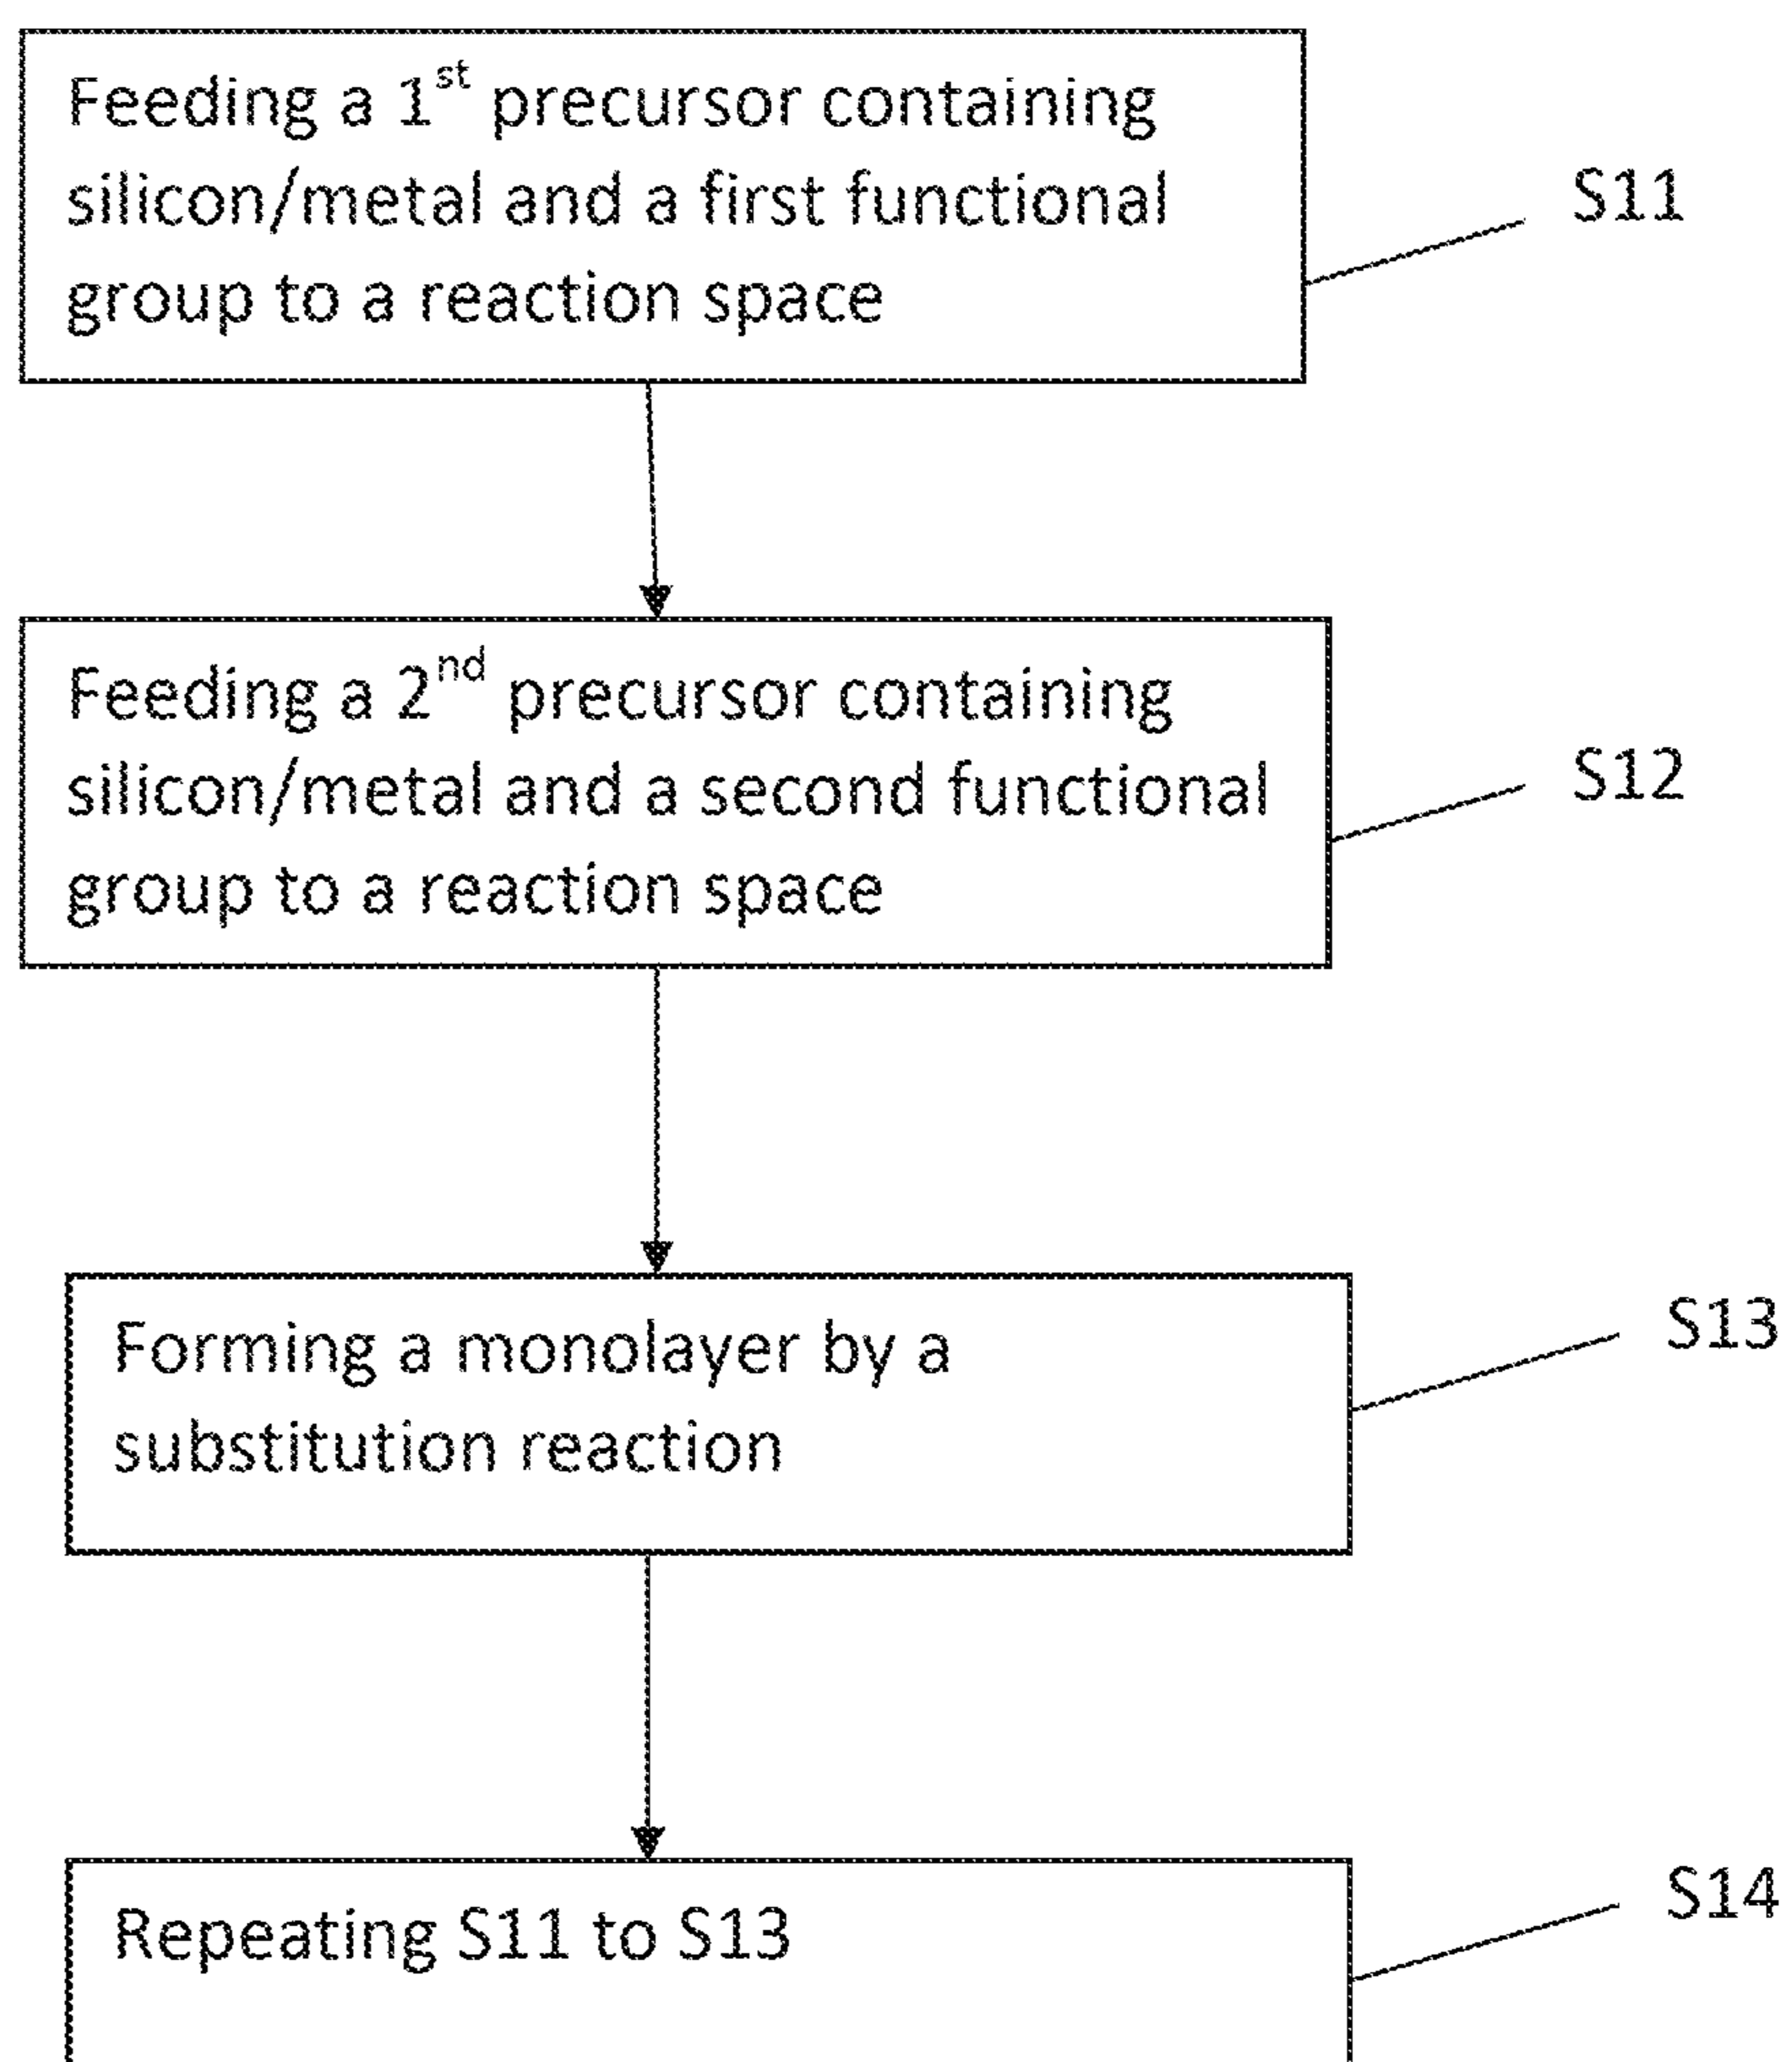 Feeding a 1st precursor containing
silicon/metal and a first functional
group to a reaction space
S11
Feeding a 2nd precursor containing
silicon/metal and a second functional
group to a reaction space
S12
Forming a monolayer by a
substitution reaction
S13
Repeating S11 to S13
S14